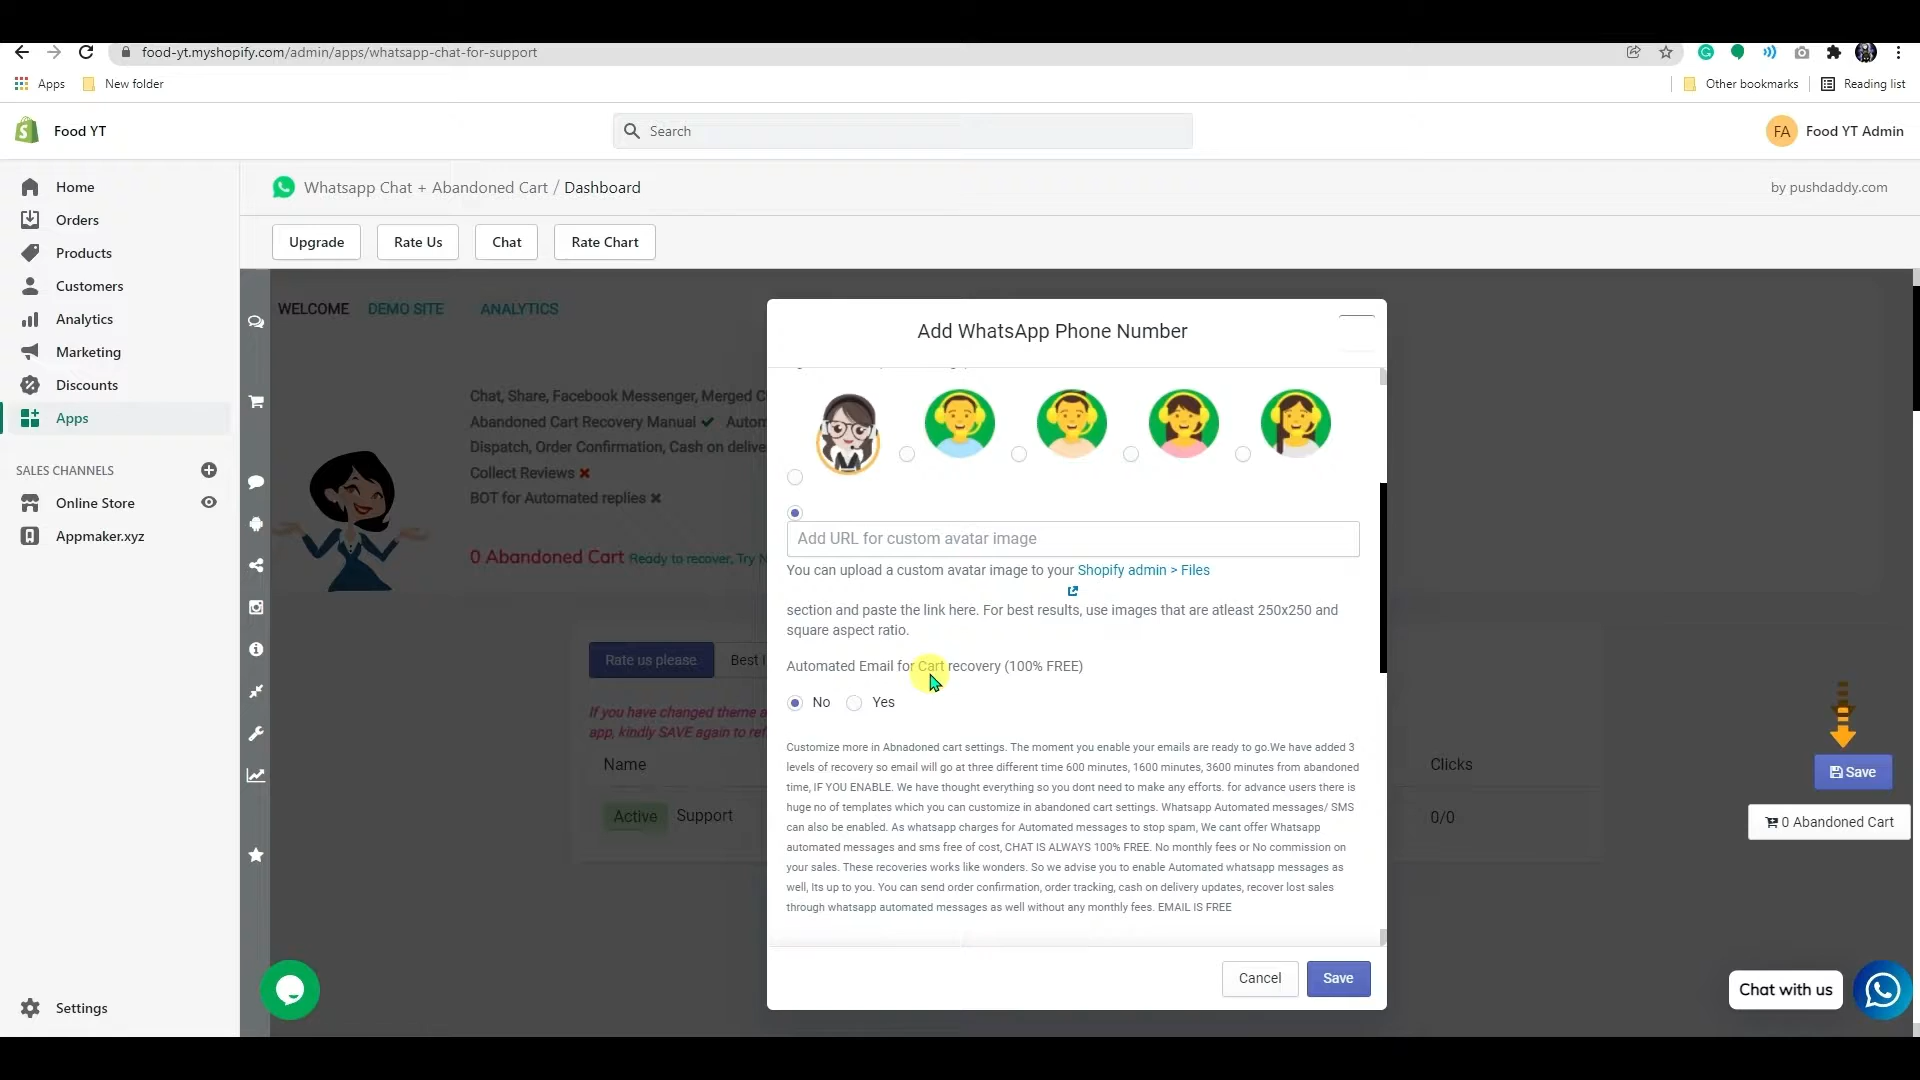 food-yt.myshopify.com/admin/apps/whatsapp-chat-for-support
Apps
New folder
Other bookmarks
Reading list
Food YT
Search
FA
Food YT Admin
Home
Orders
Products
Customers
Analytics
Marketing
Discounts
Apps
SALES CHANNELS
Online Store
Appmaker.xyz
Settings
Whatsapp Chat + Abandoned Cart / Dashboard
by pushdaddy.com
Upgrade
Rate Us
Chat
Rate Chart
WELCOME
DEMO SITE
ANALYTICS
Chat, Share, Facebook Messenger, Merged
Abandoned Cart Recovery Manual
Dispatch, Order Confirmation, Cash on
Collect Reviews
BOT for Automated replies
0 Abandoned Cart Ready to recover, Try
Rate us please
Best
If you have changed theme
app, kindly SAVE again to
Name
Clicks
Active
Support
0/0
Add WhatsApp Phone Number
Add URL for custom avatar image
You can upload a custom avatar image to your Shopify admin > Files
section and paste the link here. For best results, use images that are atleast 250x250 and
square aspect ratio.
Automated Email for Cart recovery (100% FREE)
No
Yes
Customize more in Abnadoned cart settings. The moment you enable your emails are ready to go.We have added 3
levels of recovery so email will go at three different time 600 minutes, 1600 minutes, 3600 minutes from abandoned
time, IF YOU ENABLE. We have thought everything so you dont need to make any efforts. for advance users there is
huge no of templates which you can customize in abandoned cart settings. Whatsapp Automated messages/ SMS
can also be enabled. As whatsapp charges for Automated messages to stop spam, We cant offer Whatsapp
automated messages and sms free of cost, CHAT IS ALWAYS 100% FREE. No monthly fees or No commission on
your sales. These recoveries works like wonders. So we advise you to enable Automated whatsapp messages as
well, Its up to you. You can send order confirmation, order tracking, cash on delivery updates, recover lost sales
through whatsapp automated messages as well without any monthly fees. EMAIL IS FREE
Cancel
Save
Save
0 Abandoned Cart
Chat with us